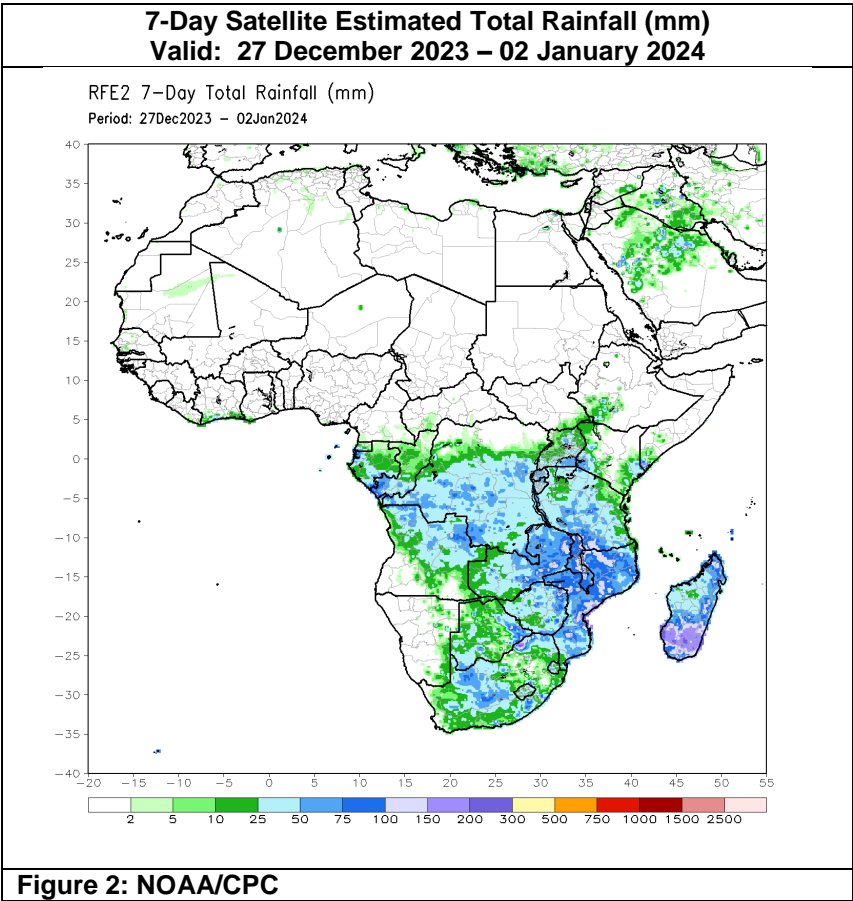 7-Day Satellite Estimated Total Rainfall (mm)
Valid: 27 December 2023 – 02 January 2024
RFE2 7-Day Total Rainfall (mm)
Period: 27Dec2023 – 02Jan2024
40
35
30
25
20
15
10
5
0
−5
−10
−15
−20
−25
−30
−35
−40
−20 −15 −10 −5 0 5 10 15 20 25 30 35 40 45 50 55
2 5 10 25 50 75 100 150 200 300 500 750 1000 1500 2500
Figure 2: NOAA/CPC